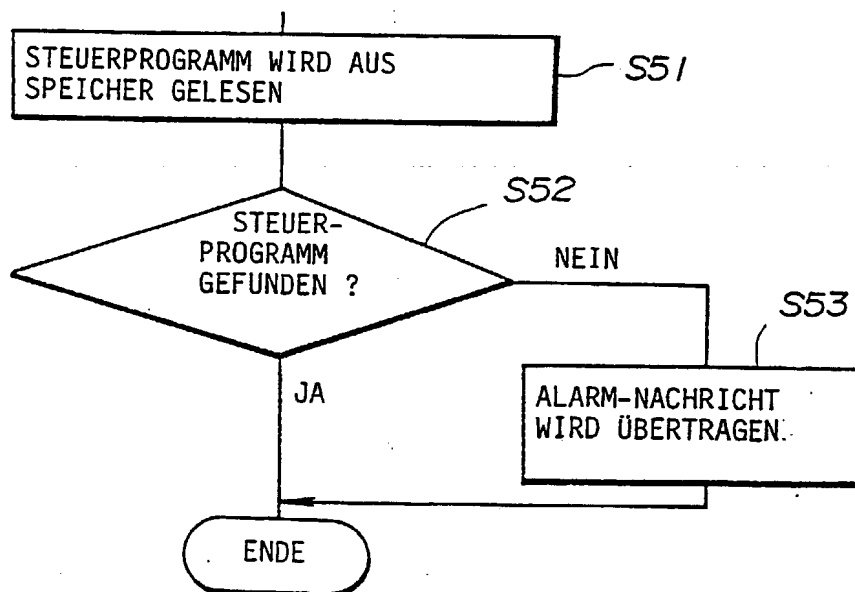 STEUERPROGRAMM WIRD AUS
SPEICHER GELESEN
S51
S52
STEUER-
PROGRAMM
GEFUNDEN ?
NEIN
S53
JA
ALARM-NACHRICHT
WIRD ÜBERTRAGEN.
ENDE